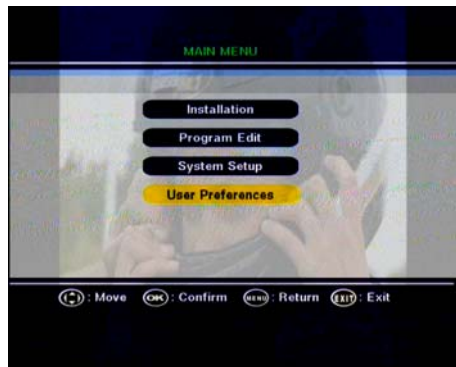 MAIN MENU
Installation
Program Edit
System Setup
User Preferences
: Move OK : Confirm MENU : Return EXIT : Exit